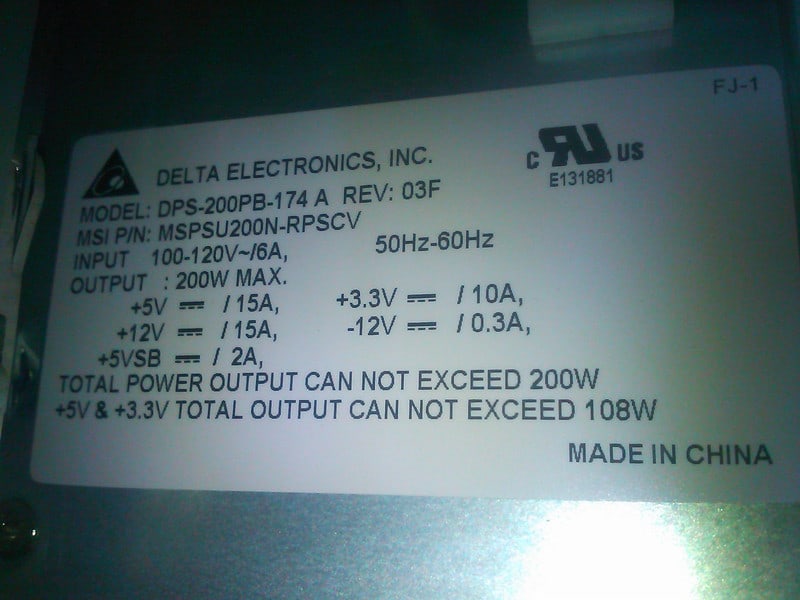 FJ-1
DELTA ELECTRONICS, INC.
C RU US
E131881
MODEL: DPS-200PB-174 A REV: 03F
MSI P/N: MSPSU200N-RPSCV
INPUT 100-120V~/6A, 50Hz-60Hz
OUTPUT : 200W MAX.
+5V ⎓ / 15A, +3.3V ⎓ / 10A,
+12V ⎓ / 15A, -12V ⎓ / 0.3A,
+5VSB ⎓ / 2A,
TOTAL POWER OUTPUT CAN NOT EXCEED 200W
+5V & +3.3V TOTAL OUTPUT CAN NOT EXCEED 108W
MADE IN CHINA